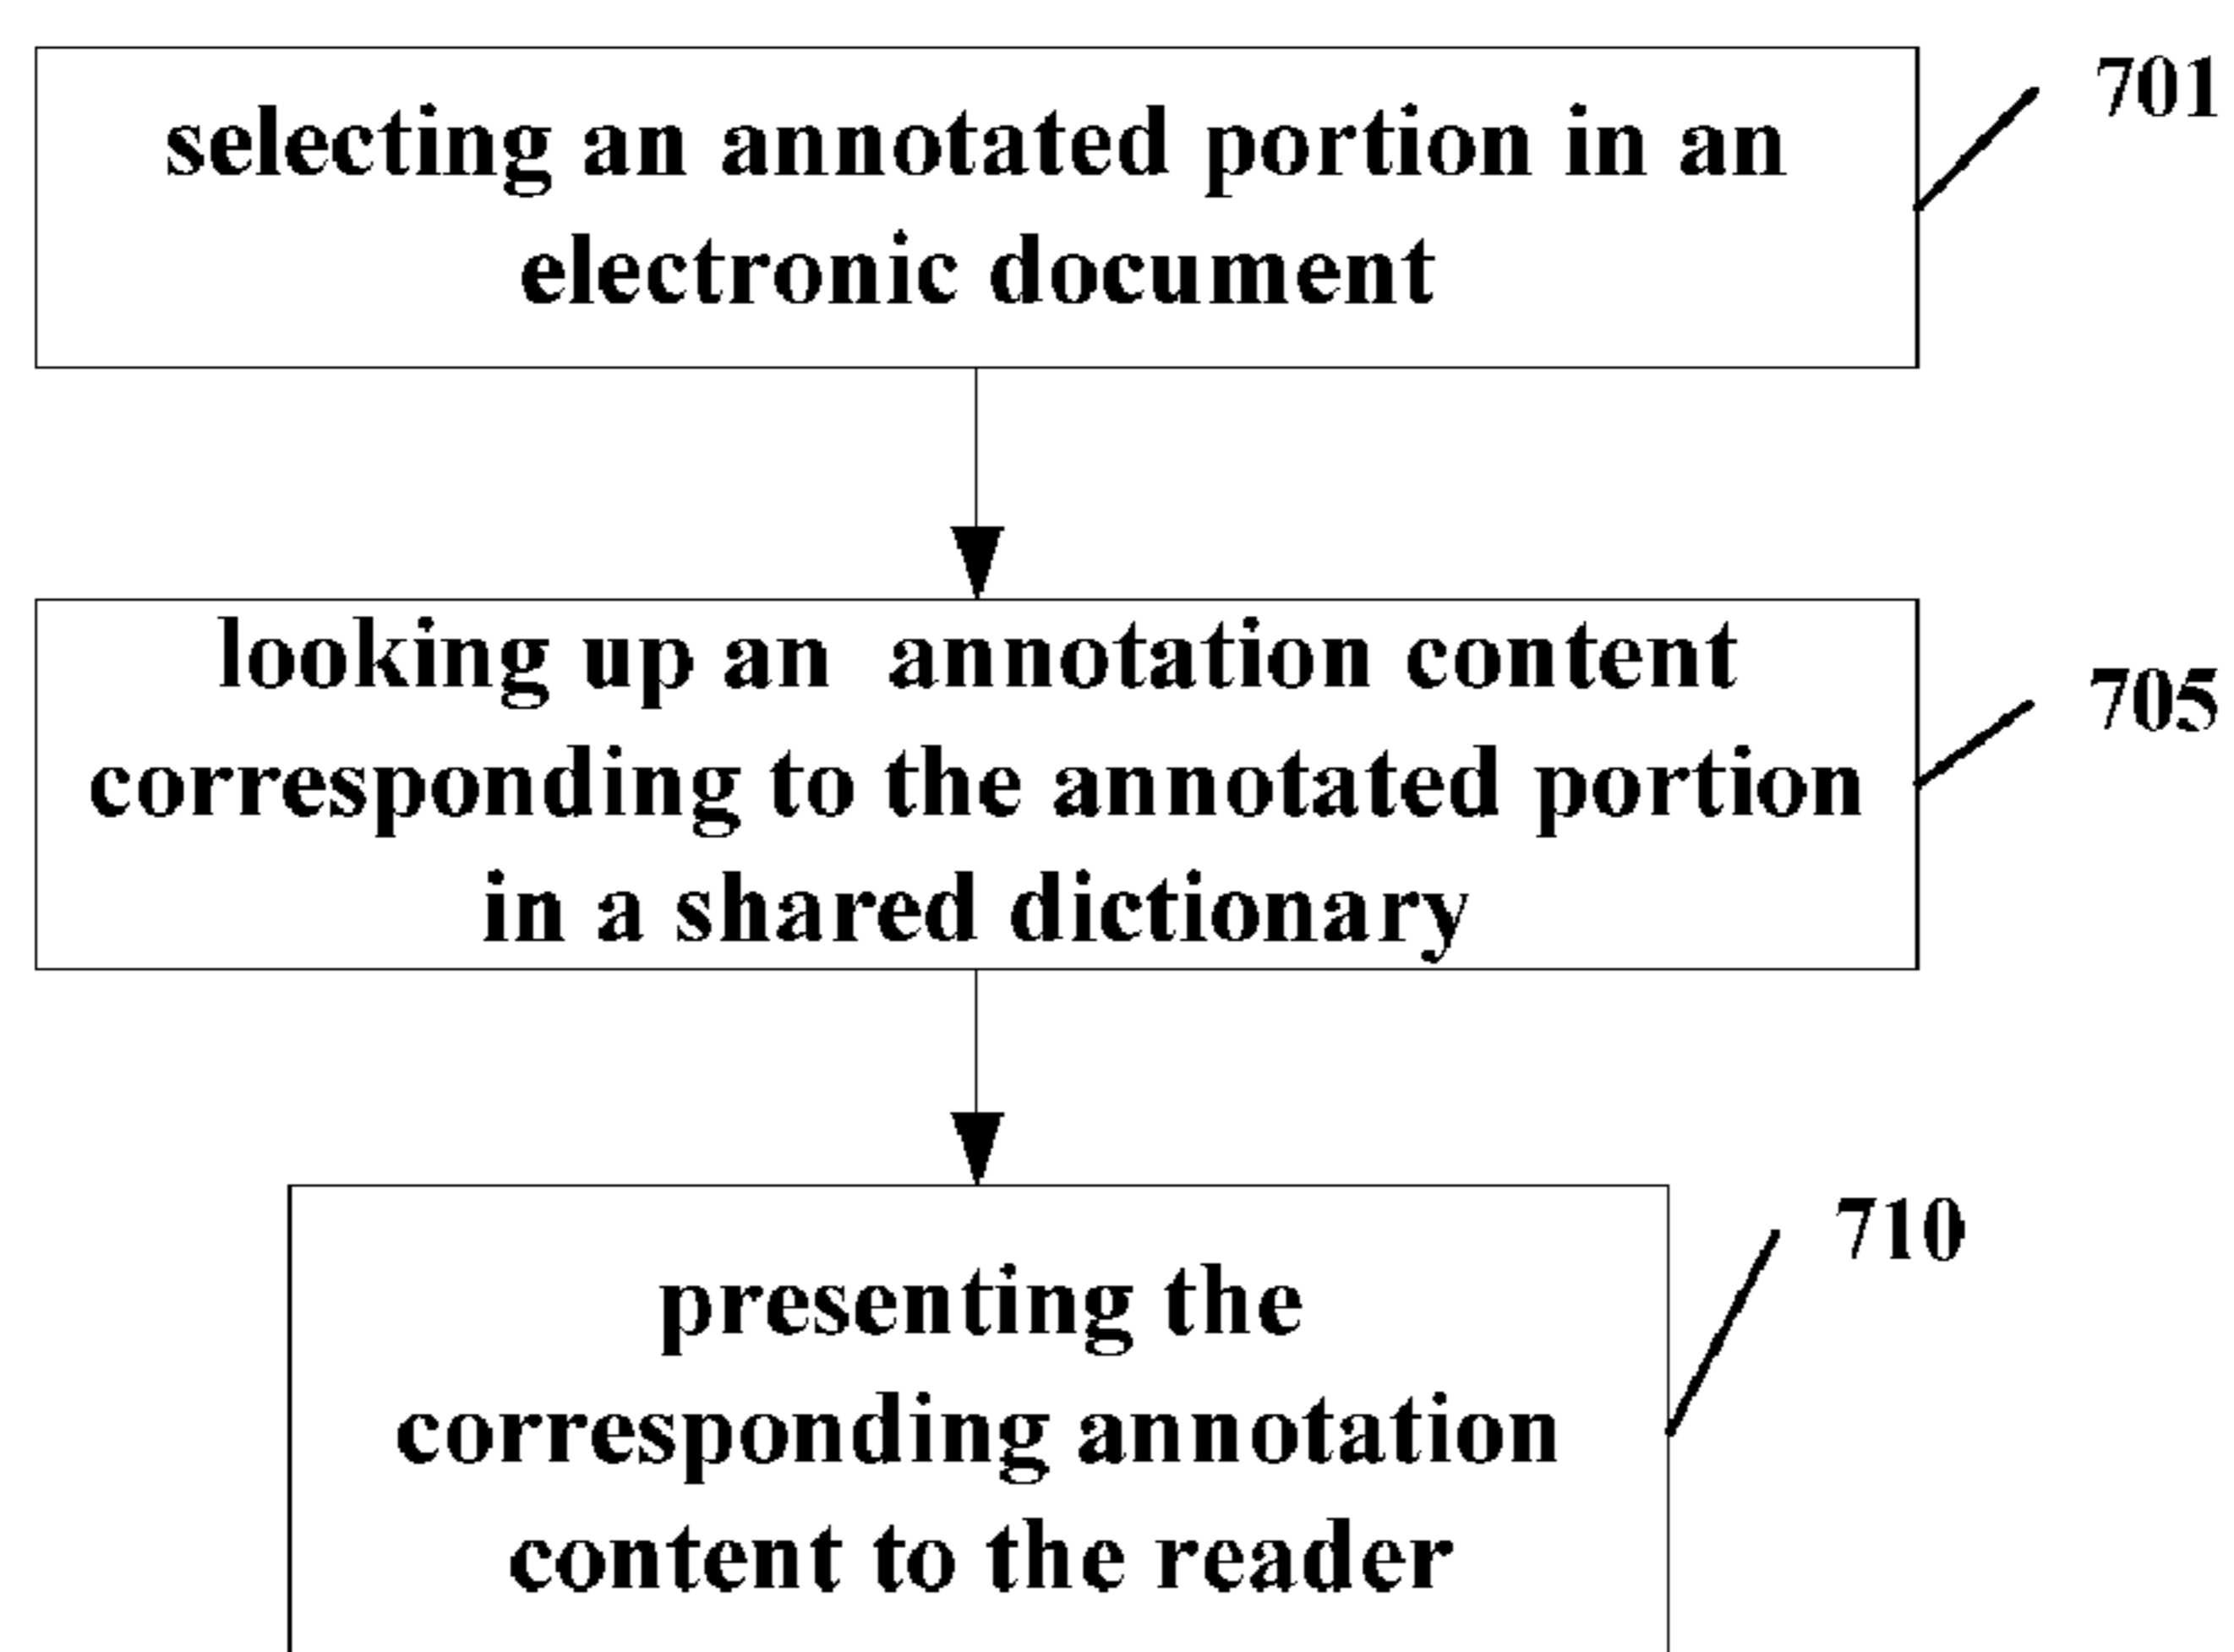 701
selecting an annotated portion in an
electronic document
looking up an annotation content
705
corresponding to the annotated portion
in a shared dictionary
710
presenting the
corresponding annotation
content to the reader